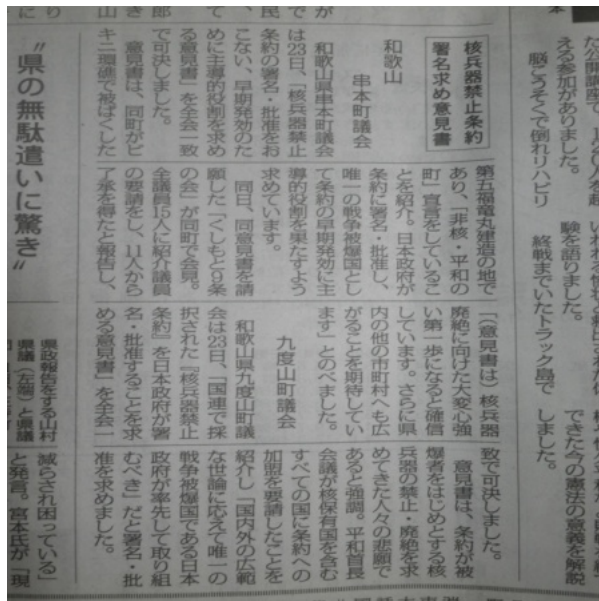 える参加がありました。
脳こうそくで倒れリハビリ
験を語りました。
終戦までいたトラック島で
できた今の憲法の意義を解説
しました。
核兵器禁止条約
署名求め意見書
和歌山
串本町議会
和歌山県串本町議会
は23日、「核兵器禁止
条約の署名・批准をお
こない、早期発効のた
めに主導的役割を求め
る意見書」を全会一致
で可決しました。
意見書は、同町がビ
キニ環礁で被ばくした
第五福竜丸建造の地で
あり、「非核・平和の
町」宣言をしているこ
とを紹介。日本政府が
条約に署名・批准し、
唯一の戦争被爆国とし
て条約の早期発効に主
導的役割を果たすよう
求めています。
同日、同意見書を請
願した「くしもと9条
の会」が同町で会見。
全議員15人に紹介議員
の要請をし、11人から
了承を得たと報告し、
「(意見書は)核兵器
廃絶に向けた大変心強
い第一歩になると確信
しています。さらに県
内の他の市町村へも広
がることを期待してい
ます」とのべました。
九度山町議会
和歌山県九度山町議
会は23日、「国連で採
択された『核兵器禁止
条約』を日本政府が署
名・批准することを求
める意見書」を全会一
致で可決しました。
意見書は、条約が被
爆者をはじめとする核
兵器の禁止・廃絶を求
めてきた人々の悲願で
あると強調。平和首長
会議が核保有国を含む
すべての国に条約への
加盟を要請したことを
紹介し「国内外の広範
な世論に応えて唯一の
戦争被爆国である日本
政府が率先して取り組
むべき」だと署名・批
准を求めました。
"県の無駄遣いに驚き"
県政報告をする山村
県議(左端)と県議
減らされ困っている」
と発言。宮本氏が「現